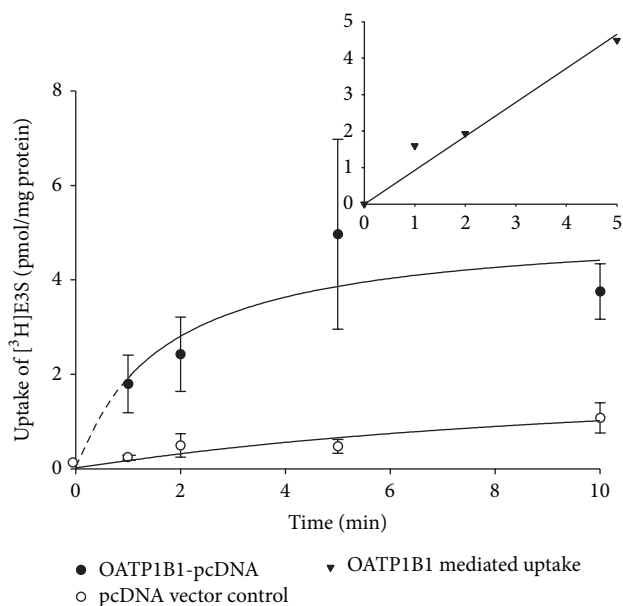 5
4
3
2
1
0
0 1 2 3 4 5
8
6
4
2
0
0 2 4 6 8 10
Uptake of [³H]E3S (pmol/mg protein)
Time (min)
OATP1B1-pcDNA
pcDNA vector control
OATP1B1 mediated uptake